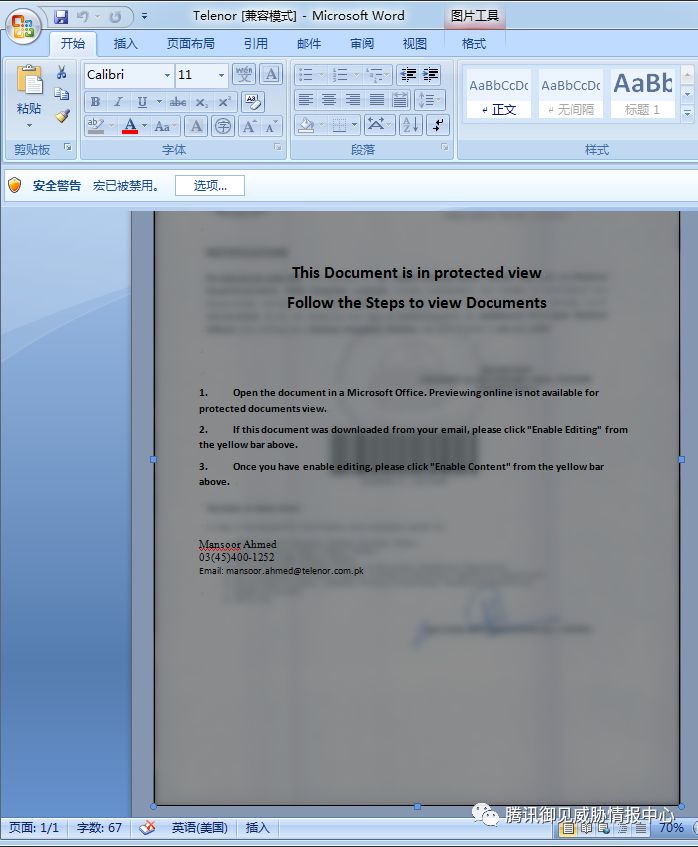 Telenor [兼容模式] - Microsoft Word
图片工具
开始 插入 页面布局 引用 邮件 审阅 视图 格式
粘贴
Calibri 11
wén A
B I U abc X₂ X² Aa
ab A Aa A 字 A A
AaBbCcDc AaBbCcDc AaBb
正文 无间隔 标题 1
剪贴板 字体 段落 样式
安全警告 宏已被禁用。 选项...
This Document is in protected view
Follow the Steps to view Documents
1. Open the document in a Microsoft Office. Previewing online is not available for
protected documents view.
2. If this document was downloaded from your email, please click "Enable Editing" from
the yellow bar above.
3. Once you have enable editing, please click "Enable Content" from the yellow bar
above.
Mansoor Ahmed
03(45)400-1252
Email: mansoor.ahmed@telenor.com.pk
腾讯御见威胁情报中心
页面: 1/1 字数: 67 英语(美国) 插入 70%